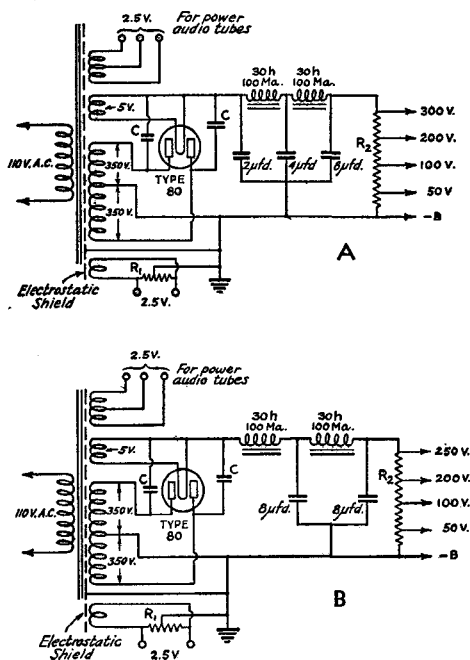 2.5V.
For power
audio tubes
5V.
30h
100 Ma.
30h
100 Ma.
C
C
110V. A.C.
350V.
350V.
TYPE
80
2µfd.
4µfd
8µfd
R2
300V.
200V.
100V.
50V
-B
A
Electrostatic
Shield
R1
2.5V.
2.5V.
For power
audio tubes
5V.
30h
100 Ma.
30h
100 Ma.
C
C
110V. A.C.
350V.
350V.
TYPE
80
8µfd.
8µfd.
R2
250V.
200V.
100V.
50V.
-B
B
Electrostatic
Shield
R1
2.5V.